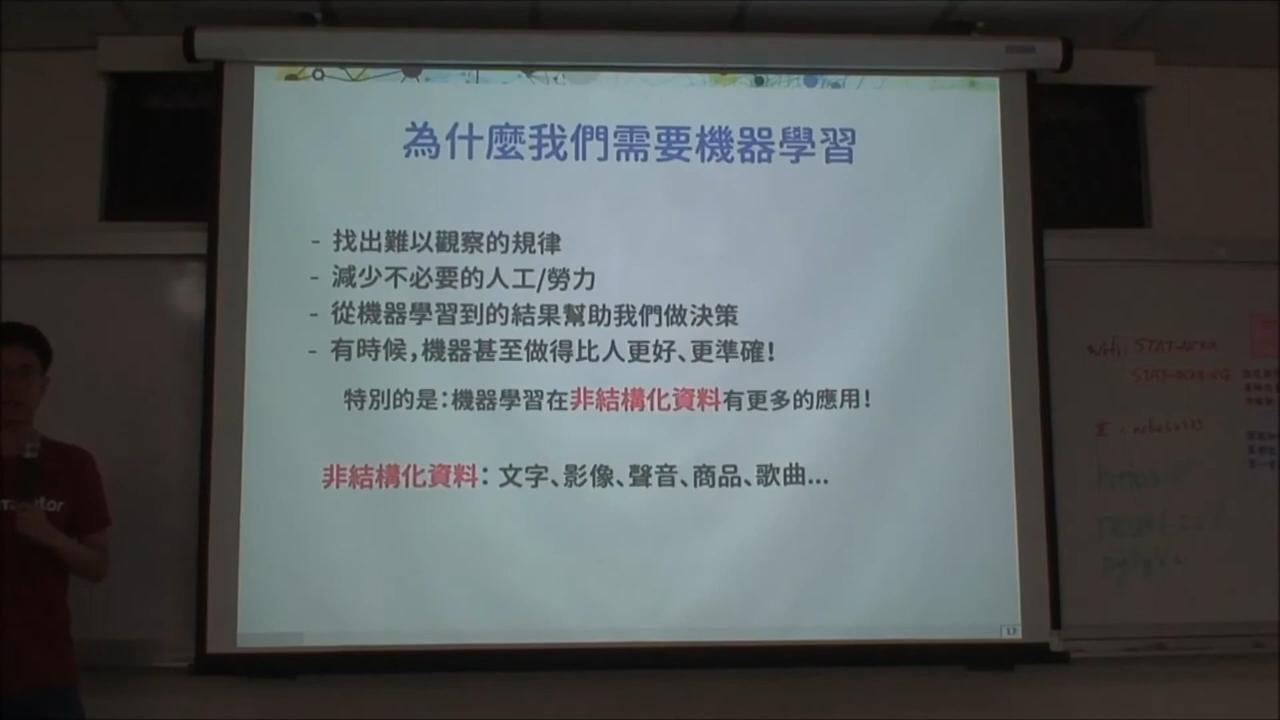 為什麼我們需要機器學習
- 找出難以觀察的規律
- 減少不必要的人工/勞力
- 從機器學習到的結果幫助我們做決策
- 有時候,機器甚至做得比人更好、更準確!
特別的是:機器學習在非結構化資料有更多的應用!
非結構化資料: 文字、影像、聲音、商品、歌曲...
17